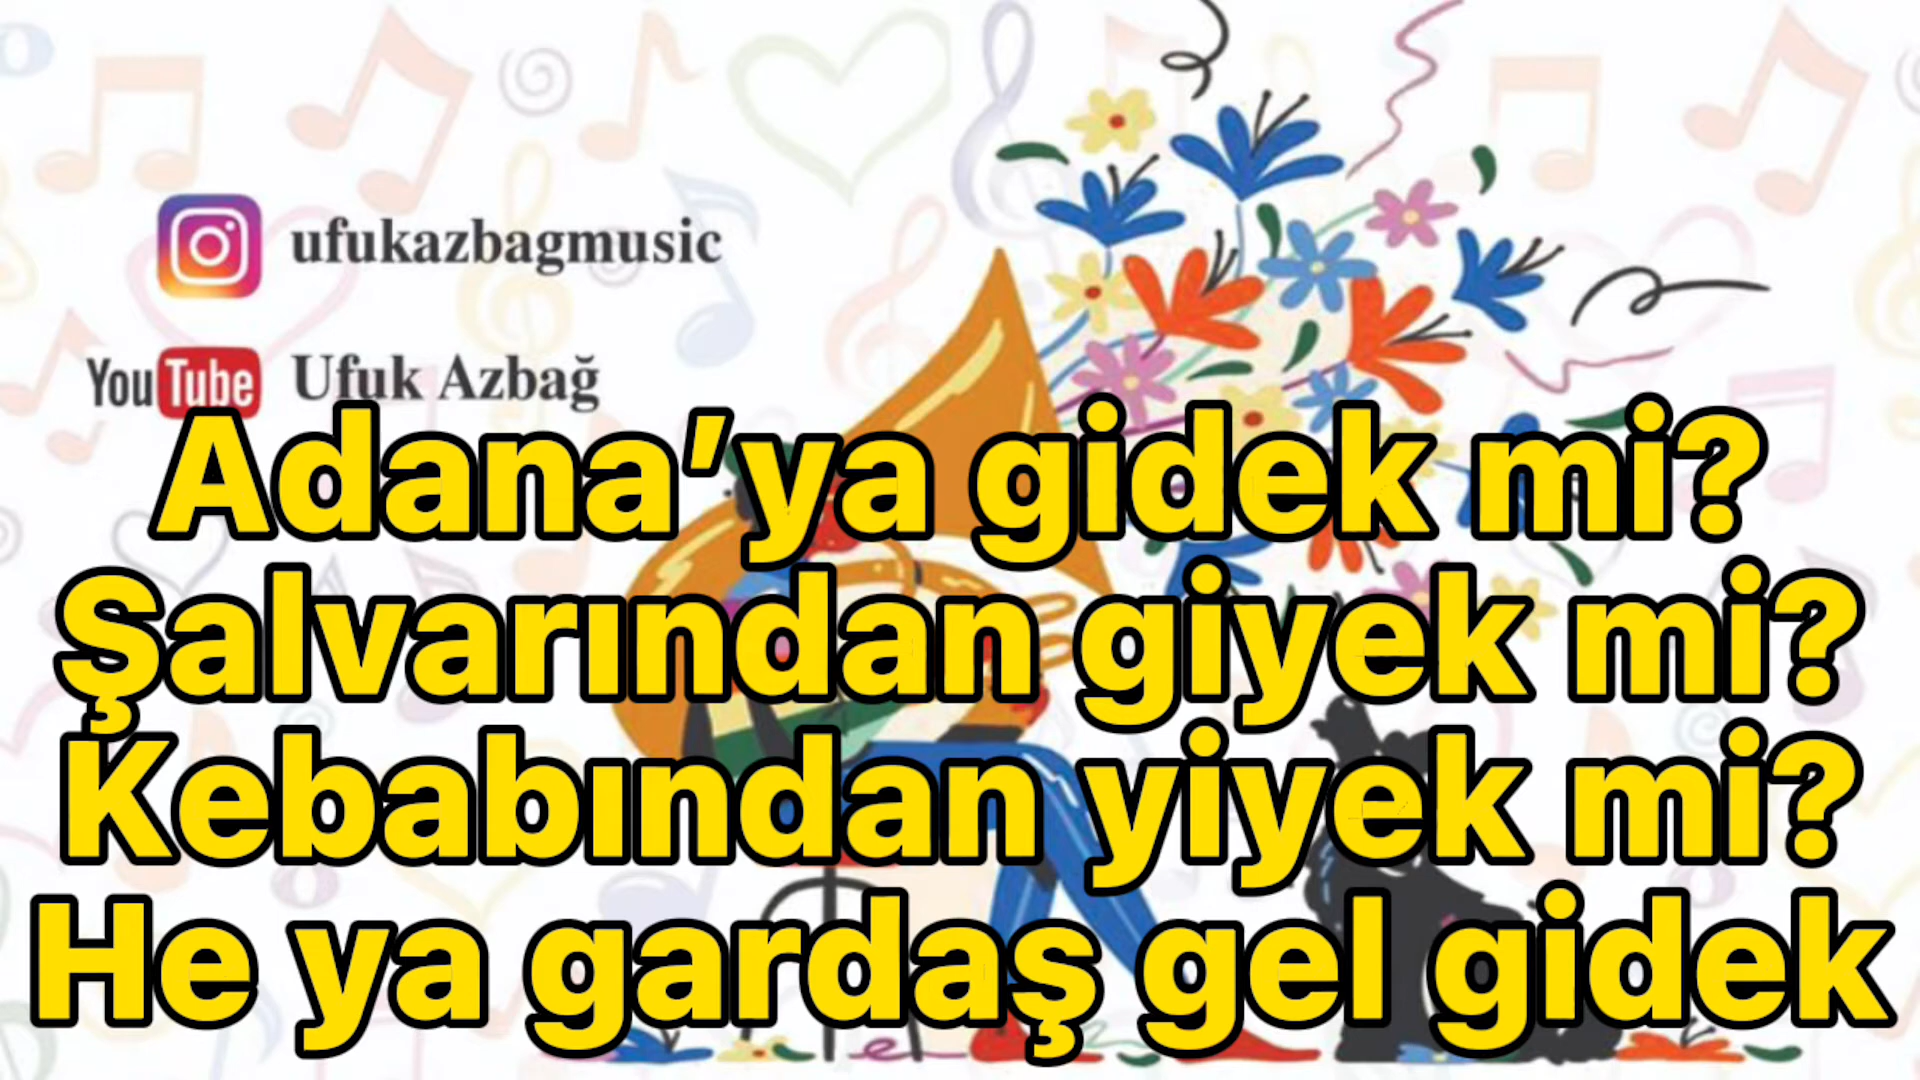 ufukazbagmusic
YouTube Ufuk Azbağ
Adana’ya gidek mi?
Şalvarından giyek mi?
Kebabından yiyek mi?
He ya gardaş gel gidek